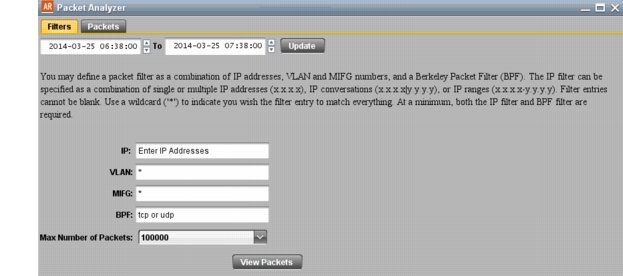 AR Packet Analyzer
Filters Packets
2014-03-25 06:38:00 To 2014-03-25 07:38:00 Update
You may define a packet filter as a combination of IP addresses, VLAN and MIFG numbers, and a Berkeley Packet Filter (BPF). The IP filter can be
specified as a combination of single or multiple IP addresses (x.x.x.x), IP conversations (x.x.x.x|y.y.y.y), or IP ranges (x.x.x.x-y.y.y.y). Filter entries
cannot be blank. Use a wildcard ('*') to indicate you wish the filter entry to match everything. At a minimum, both the IP filter and BPF filter are
required.
IP: Enter IP Addresses
VLAN: *
MIFG: *
BPF: tcp or udp
Max Number of Packets: 100000
View Packets